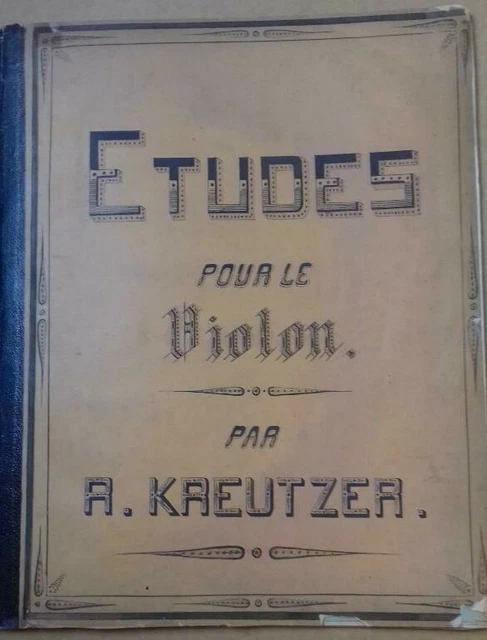 ETUDES
POUR LE
Violon.
PAR
R. KREUTZER.